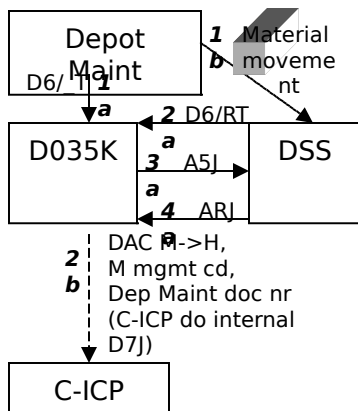 Depot
Maint
1
b
Material
moveme
nt
D6/_T
1
a
2
a
D6/RT
D035K
DSS
3
a
A5J
4
a
ARJ
2
b
DAC M->H,
M mgmt cd,
Dep Maint doc nr
(C-ICP do internal
D7J)
C-ICP